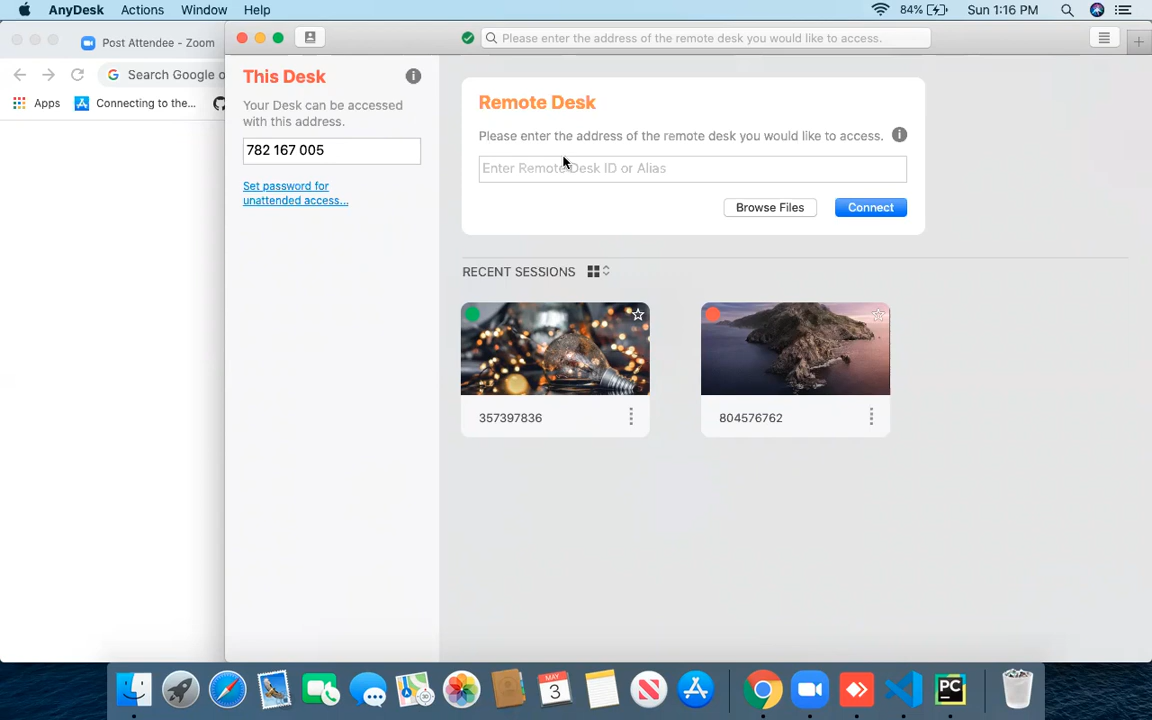 AnyDesk Actions Window Help 84% Sun 1:16 PM
Post Attendee - Zoom
Please enter the address of the remote desk you would like to access.
Search Google o
Apps Connecting to the...
This Desk
Your Desk can be accessed
with this address.
782 167 005
Set password for
unattended access...
Remote Desk
Please enter the address of the remote desk you would like to access.
Enter Remote Desk ID or Alias
Browse Files Connect
RECENT SESSIONS
357397836
804576762
MAY
3
PC